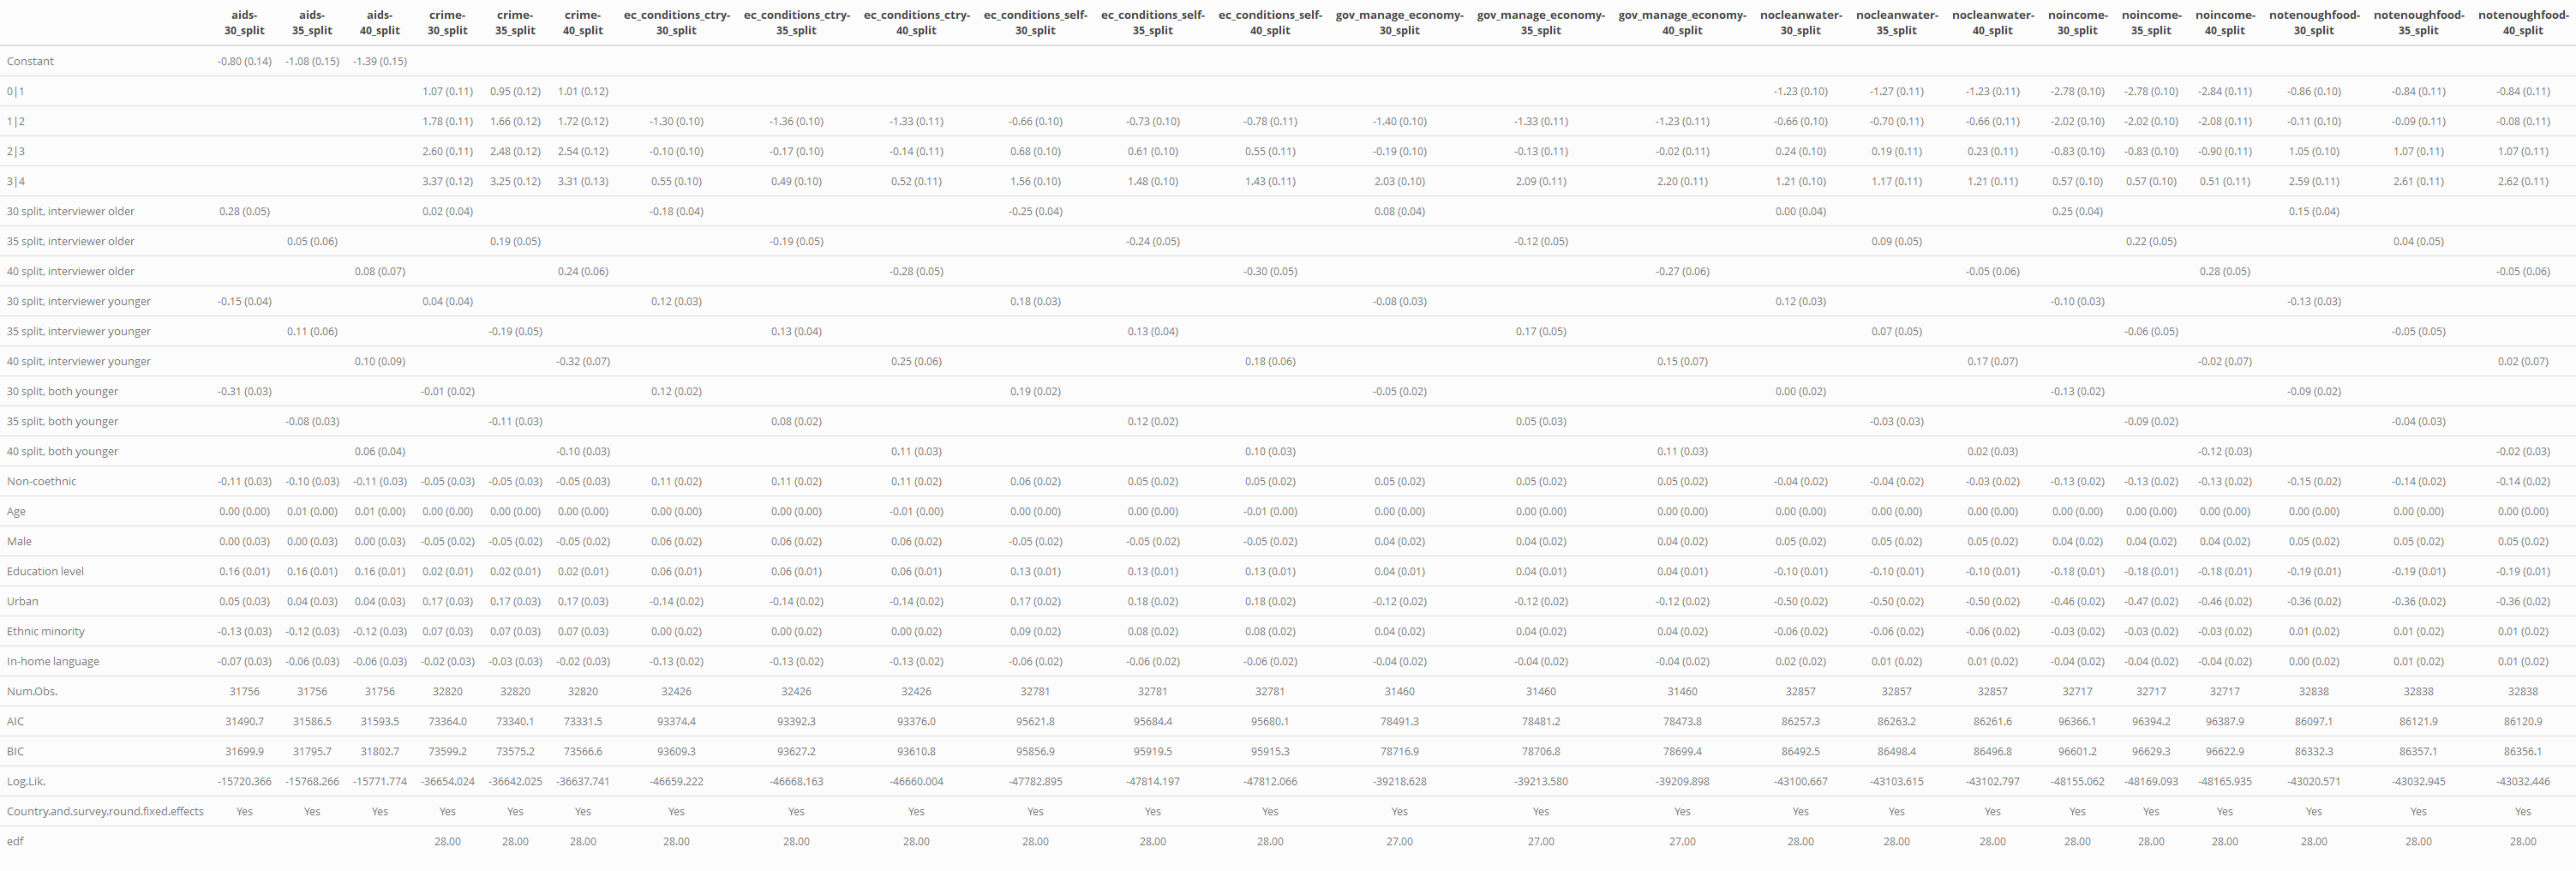 aids-30_split aids-35_split aids-40_split crime-30_split crime-35_split crime-40_split ec_conditions_ctry-30_split ec_conditions_ctry-35_split ec_conditions_ctry-40_split ec_conditions_self-30_split ec_conditions_self-35_split ec_conditions_self-40_split gov_manage_economy-30_split gov_manage_economy-35_split gov_manage_economy-40_split nocleanwater-30_split nocleanwater-35_split nocleanwater-40_split noincome-30_split noincome-35_split noincome-40_split notenoughfood-30_split notenoughfood-35_split notenoughfood-40_split
Constant -0.80 (0.14) -1.08 (0.15) -1.39 (0.15)
0|1 1.07 (0.11) 0.95 (0.12) 1.01 (0.12) -1.23 (0.10) -1.27 (0.11) -1.23 (0.11) -2.78 (0.10) -2.78 (0.10) -2.84 (0.11) -0.86 (0.10) -0.84 (0.11) -0.84 (0.11)
1|2 1.78 (0.11) 1.66 (0.12) 1.72 (0.12) -1.30 (0.10) -1.36 (0.10) -1.33 (0.11) -0.66 (0.10) -0.73 (0.10) -0.78 (0.11) -1.40 (0.10) -1.33 (0.11) -1.23 (0.11) -0.66 (0.10) -0.70 (0.11) -0.66 (0.11) -2.02 (0.10) -2.02 (0.10) -2.08 (0.11) -0.11 (0.10) -0.09 (0.11) -0.08 (0.11)
2|3 2.60 (0.11) 2.48 (0.12) 2.54 (0.12) -0.10 (0.10) -0.17 (0.10) -0.14 (0.11) 0.68 (0.10) 0.61 (0.10) 0.55 (0.11) -0.19 (0.10) -0.13 (0.11) -0.02 (0.11) 0.24 (0.10) 0.19 (0.11) 0.23 (0.11) -0.83 (0.10) -0.83 (0.10) -0.90 (0.11) 1.05 (0.10) 1.07 (0.11) 1.07 (0.11)
3|4 3.37 (0.12) 3.25 (0.12) 3.31 (0.13) 0.55 (0.10) 0.49 (0.10) 0.52 (0.11) 1.56 (0.10) 1.48 (0.10) 1.43 (0.11) 2.03 (0.10) 2.09 (0.11) 2.20 (0.11) 1.21 (0.10) 1.17 (0.11) 1.21 (0.11) 0.57 (0.10) 0.57 (0.10) 0.51 (0.11) 2.59 (0.11) 2.61 (0.11) 2.62 (0.11)
30 split, interviewer older 0.28 (0.05) 0.02 (0.04) -0.18 (0.04) -0.25 (0.04) 0.08 (0.04) 0.00 (0.04) 0.25 (0.04) 0.15 (0.04)
35 split, interviewer older 0.05 (0.06) 0.19 (0.05) -0.19 (0.05) -0.24 (0.05) -0.12 (0.05) 0.09 (0.05) 0.22 (0.05) 0.04 (0.05)
40 split, interviewer older 0.08 (0.07) 0.24 (0.06) -0.28 (0.05) -0.30 (0.05) -0.27 (0.06) -0.05 (0.06) 0.28 (0.05) -0.05 (0.06)
30 split, interviewer younger -0.15 (0.04) 0.04 (0.04) 0.12 (0.03) 0.18 (0.03) -0.08 (0.03) 0.12 (0.03) -0.10 (0.03) -0.13 (0.03)
35 split, interviewer younger 0.11 (0.06) -0.19 (0.05) 0.13 (0.04) 0.13 (0.04) 0.17 (0.05) 0.07 (0.05) -0.06 (0.05) -0.05 (0.05)
40 split, interviewer younger 0.10 (0.09) -0.32 (0.07) 0.25 (0.06) 0.18 (0.06) 0.15 (0.07) 0.17 (0.07) -0.02 (0.07) 0.02 (0.07)
30 split, both younger -0.31 (0.03) -0.01 (0.02) 0.12 (0.02) 0.19 (0.02) -0.05 (0.02) 0.00 (0.02) -0.13 (0.02) -0.09 (0.02)
35 split, both younger -0.08 (0.03) -0.11 (0.03) 0.08 (0.02) 0.12 (0.02) 0.05 (0.03) -0.03 (0.03) -0.09 (0.02) -0.04 (0.03)
40 split, both younger 0.06 (0.04) -0.10 (0.03) 0.11 (0.03) 0.10 (0.03) 0.11 (0.03) 0.02 (0.03) -0.12 (0.03) -0.02 (0.03)
Non-coethnic -0.11 (0.03) -0.10 (0.03) -0.11 (0.03) -0.05 (0.03) -0.05 (0.03) -0.05 (0.03) 0.11 (0.02) 0.11 (0.02) 0.11 (0.02) 0.06 (0.02) 0.05 (0.02) 0.05 (0.02) 0.05 (0.02) 0.05 (0.02) 0.05 (0.02) -0.04 (0.02) -0.04 (0.02) -0.03 (0.02) -0.13 (0.02) -0.13 (0.02) -0.13 (0.02) -0.15 (0.02) -0.14 (0.02) -0.14 (0.02)
Age 0.00 (0.00) 0.01 (0.00) 0.01 (0.00) 0.00 (0.00) 0.00 (0.00) 0.00 (0.00) 0.00 (0.00) 0.00 (0.00) -0.01 (0.00) 0.00 (0.00) 0.00 (0.00) -0.01 (0.00) 0.00 (0.00) 0.00 (0.00) 0.00 (0.00) 0.00 (0.00) 0.00 (0.00) 0.00 (0.00) 0.00 (0.00) 0.00 (0.00) 0.00 (0.00) 0.00 (0.00) 0.00 (0.00) 0.00 (0.00)
Male 0.00 (0.03) 0.00 (0.03) 0.00 (0.03) -0.05 (0.02) -0.05 (0.02) -0.05 (0.02) 0.06 (0.02) 0.06 (0.02) 0.06 (0.02) -0.05 (0.02) -0.05 (0.02) -0.05 (0.02) 0.04 (0.02) 0.04 (0.02) 0.04 (0.02) 0.05 (0.02) 0.05 (0.02) 0.05 (0.02) 0.04 (0.02) 0.04 (0.02) 0.04 (0.02) 0.05 (0.02) 0.05 (0.02) 0.05 (0.02)
Education level 0.16 (0.01) 0.16 (0.01) 0.16 (0.01) 0.02 (0.01) 0.02 (0.01) 0.02 (0.01) 0.06 (0.01) 0.06 (0.01) 0.06 (0.01) 0.13 (0.01) 0.13 (0.01) 0.13 (0.01) 0.04 (0.01) 0.04 (0.01) 0.04 (0.01) -0.10 (0.01) -0.10 (0.01) -0.10 (0.01) -0.18 (0.01) -0.18 (0.01) -0.18 (0.01) -0.19 (0.01) -0.19 (0.01) -0.19 (0.01)
Urban 0.05 (0.03) 0.04 (0.03) 0.04 (0.03) 0.17 (0.03) 0.17 (0.03) 0.17 (0.03) -0.14 (0.02) -0.14 (0.02) -0.14 (0.02) 0.17 (0.02) 0.18 (0.02) 0.18 (0.02) -0.12 (0.02) -0.12 (0.02) -0.12 (0.02) -0.50 (0.02) -0.50 (0.02) -0.50 (0.02) -0.46 (0.02) -0.47 (0.02) -0.46 (0.02) -0.36 (0.02) -0.36 (0.02) -0.36 (0.02)
Ethnic minority -0.13 (0.03) -0.12 (0.03) -0.12 (0.03) 0.07 (0.03) 0.07 (0.03) 0.07 (0.03) 0.00 (0.02) 0.00 (0.02) 0.00 (0.02) 0.09 (0.02) 0.08 (0.02) 0.08 (0.02) 0.04 (0.02) 0.04 (0.02) 0.04 (0.02) -0.06 (0.02) -0.06 (0.02) -0.06 (0.02) -0.03 (0.02) -0.03 (0.02) -0.03 (0.02) 0.01 (0.02) 0.01 (0.02) 0.01 (0.02)
In-home language -0.07 (0.03) -0.06 (0.03) -0.06 (0.03) -0.02 (0.03) -0.03 (0.03) -0.02 (0.03) -0.13 (0.02) -0.13 (0.02) -0.13 (0.02) -0.06 (0.02) -0.06 (0.02) -0.06 (0.02) -0.04 (0.02) -0.04 (0.02) -0.04 (0.02) 0.02 (0.02) 0.01 (0.02) 0.01 (0.02) -0.04 (0.02) -0.04 (0.02) -0.04 (0.02) 0.00 (0.02) 0.01 (0.02) 0.01 (0.02)
Num.Obs. 31756 31756 31756 32820 32820 32820 32426 32426 32426 32781 32781 32781 31460 31460 31460 32857 32857 32857 32717 32717 32717 32838 32838 32838
AIC 31490.7 31586.5 31593.5 73364.0 73340.1 73331.5 93374.4 93392.3 93376.0 95621.8 95684.4 95680.1 78491.3 78481.2 78473.8 86257.3 86263.2 86261.6 96366.1 96394.2 96387.9 86097.1 86121.9 86120.9
BIC 31699.9 31795.7 31802.7 73599.2 73575.2 73566.6 93609.3 93627.2 93610.8 95856.9 95919.5 95915.3 78716.9 78706.8 78699.4 86492.5 86498.4 86496.8 96601.2 96629.3 96622.9 86332.3 86357.1 86356.1
Log.Lik. -15720.366 -15768.266 -15771.774 -36654.024 -36642.025 -36637.741 -46659.222 -46668.163 -46660.004 -47782.895 -47814.197 -47812.066 -39218.628 -39213.580 -39209.898 -43100.667 -43103.615 -43102.797 -48155.062 -48169.093 -48165.935 -43020.571 -43032.945 -43032.446
Country.and.survey.round.fixed.effects Yes Yes Yes Yes Yes Yes Yes Yes Yes Yes Yes Yes Yes Yes Yes Yes Yes Yes Yes Yes Yes Yes Yes Yes
edf 28.00 28.00 28.00 28.00 28.00 28.00 28.00 28.00 28.00 27.00 27.00 27.00 28.00 28.00 28.00 28.00 28.00 28.00 28.00 28.00 28.00